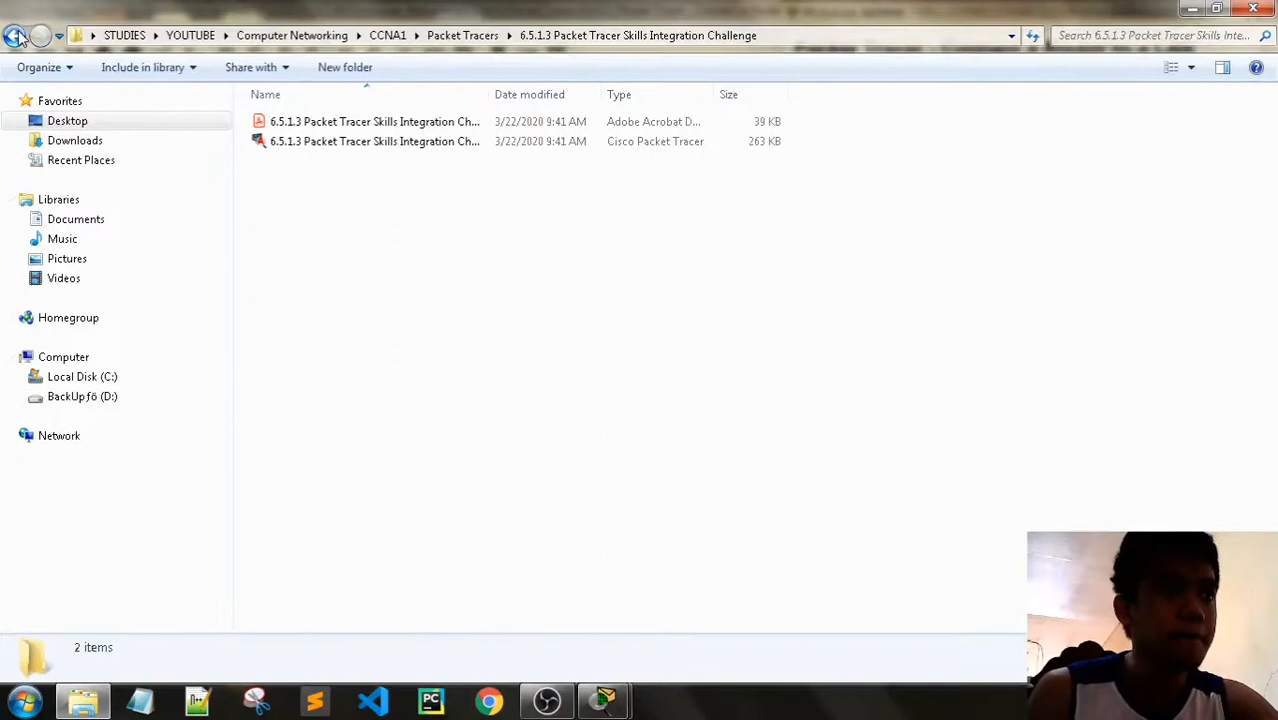 STUDIES YOUTUBE Computer Networking CCNA1 Packet Tracers 6.5.1.3 Packet Tracer Skills Integration Challenge
Search 6.5.1.3 Packet Tracer Skills Inte...
Organize Include in library Share with New folder
Name Date modified Type Size
Favorites
Desktop
Downloads
Recent Places
Libraries
Documents
Music
Pictures
Videos
Homegroup
Computer
Local Disk (C:)
BackUpƒö (D:)
Network
6.5.1.3 Packet Tracer Skills Integration Ch... 3/22/2020 9:41 AM Adobe Acrobat D... 39 KB
6.5.1.3 Packet Tracer Skills Integration Ch... 3/22/2020 9:41 AM Cisco Packet Tracer 263 KB
2 items
PC